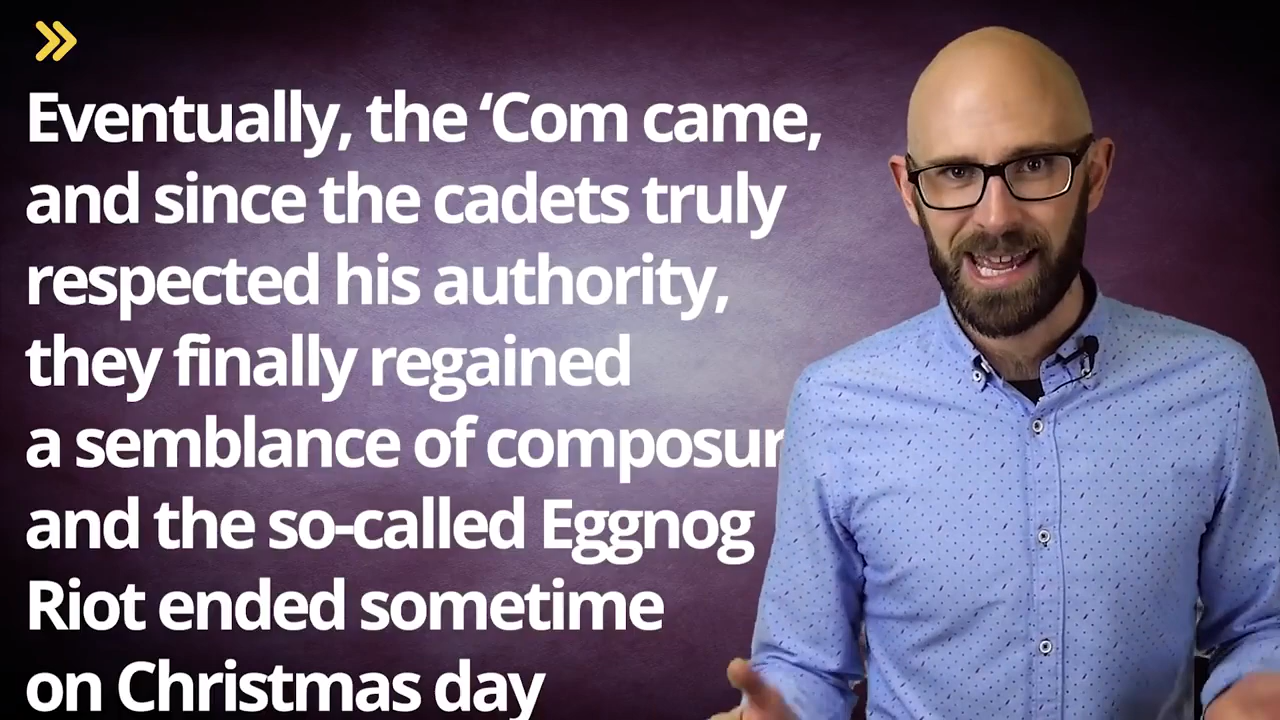 Eventually, the ‘Com came,
and since the cadets truly
respected his authority,
they finally regained
a semblance of composur
and the so-called Eggnog
Riot ended sometime
on Christmas day